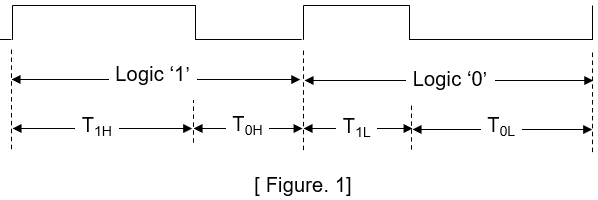 Logic ‘1’ Logic ‘0’
T1H T0H T1L T0L
[ Figure. 1]